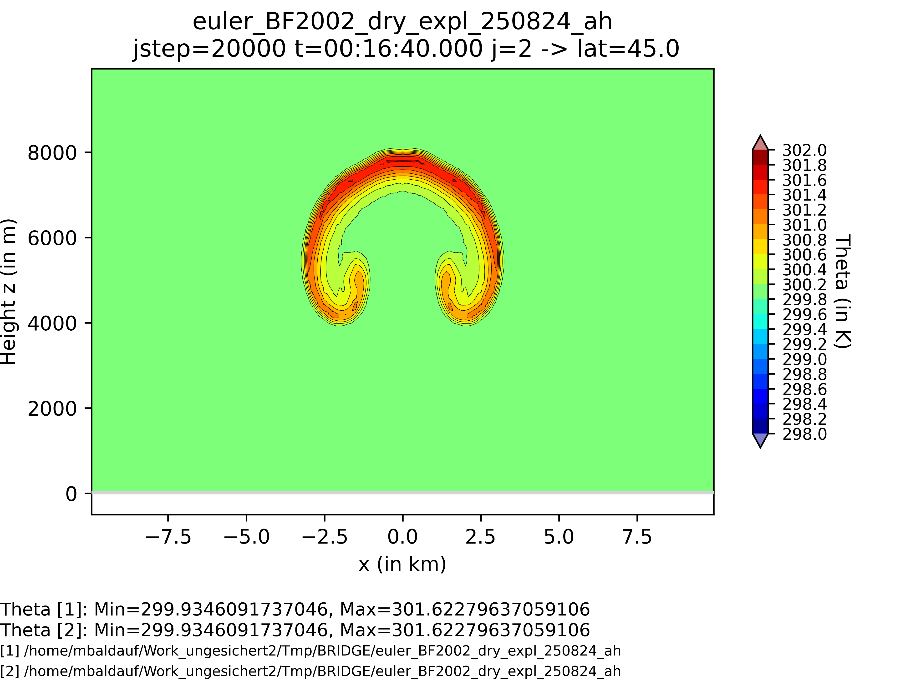 euler_BF2002_dry_expl_250824_ah
jstep=20000 t=00:16:40.000 j=2 -> lat=45.0
Height z (in m)
8000
6000
4000
2000
0
−7.5 −5.0 −2.5 0.0 2.5 5.0 7.5
x (in km)
302.0
301.8
301.6
301.4
301.2
301.0
300.8
300.6
300.4
300.2
299.8
299.6
299.4
299.2
299.0
298.8
298.6
298.4
298.2
298.0
Theta (in K)
Theta [1]: Min=299.9346091737046, Max=301.62279637059106
Theta [2]: Min=299.9346091737046, Max=301.62279637059106
[1] /home/mbaldauf/Work_ungesichert2/Tmp/BRIDGE/euler_BF2002_dry_expl_250824_ah
[2] /home/mbaldauf/Work_ungesichert2/Tmp/BRIDGE/euler_BF2002_dry_expl_250824_ah